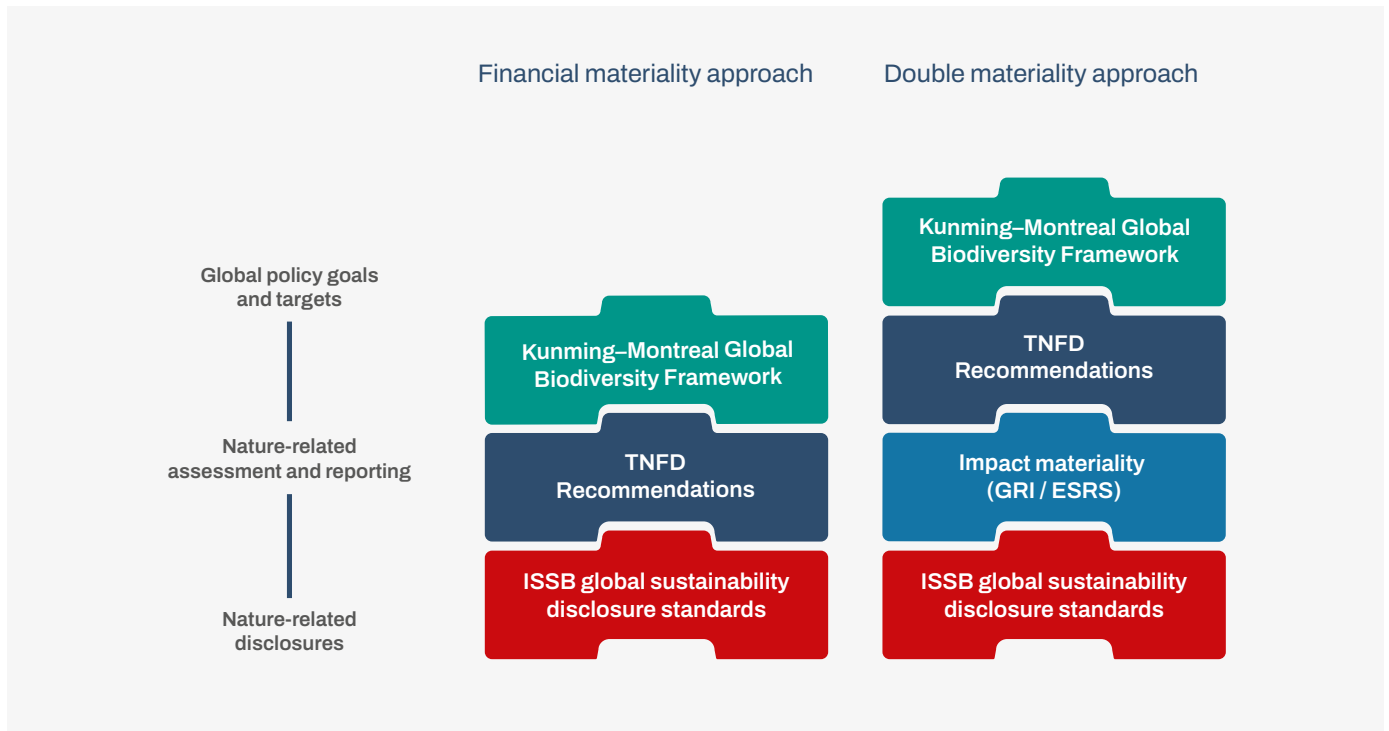 Financial materiality approach
Double materiality approach
Global policy goals
and targets
Nature-related
assessment and reporting
Nature-related
disclosures
Kunming–Montreal Global
Biodiversity Framework
TNFD
Recommendations
ISSB global sustainability
disclosure standards
Kunming–Montreal Global
Biodiversity Framework
TNFD
Recommendations
Impact materiality
(GRI / ESRS)
ISSB global sustainability
disclosure standards